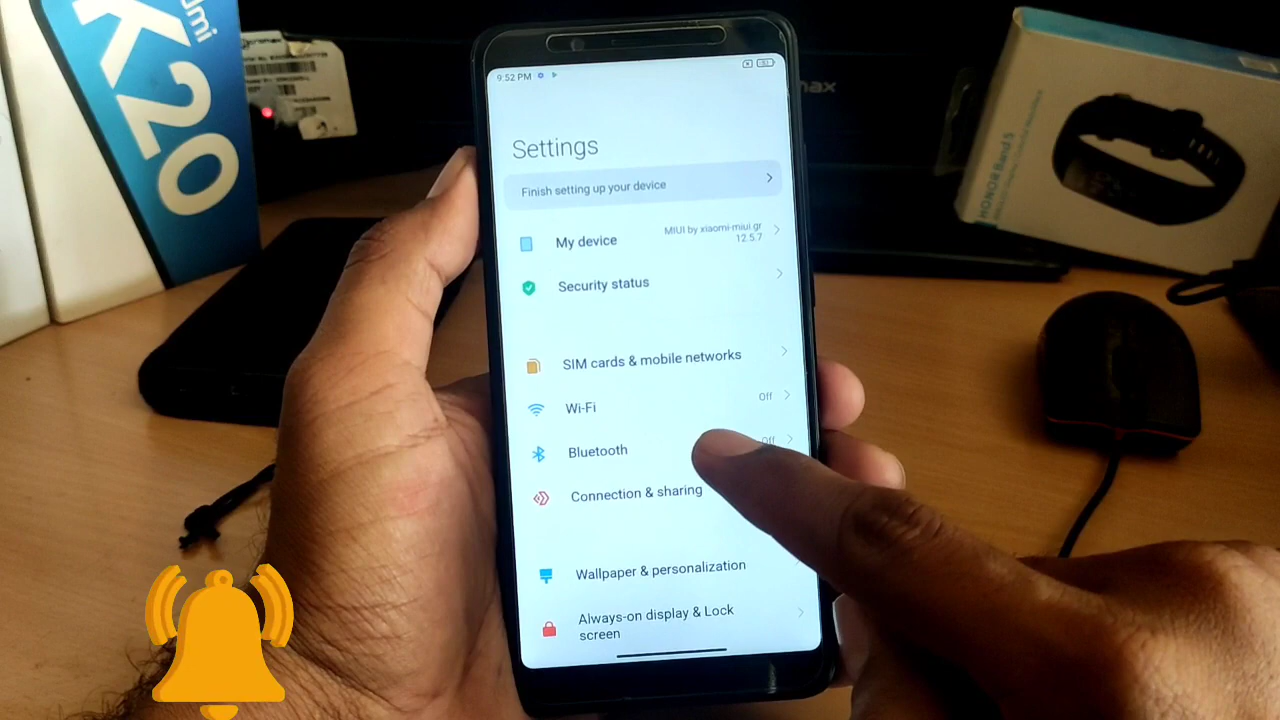 K20
9:52 PM
Settings
Finish setting up your device
My device
MIUI by xiaomi-miui.gr
12.5.7
Security status
SIM cards & mobile networks
Wi-Fi
Off
Bluetooth
Off
Connection & sharing
Wallpaper & personalization
Always-on display & Lock
screen
HONOR Band 5